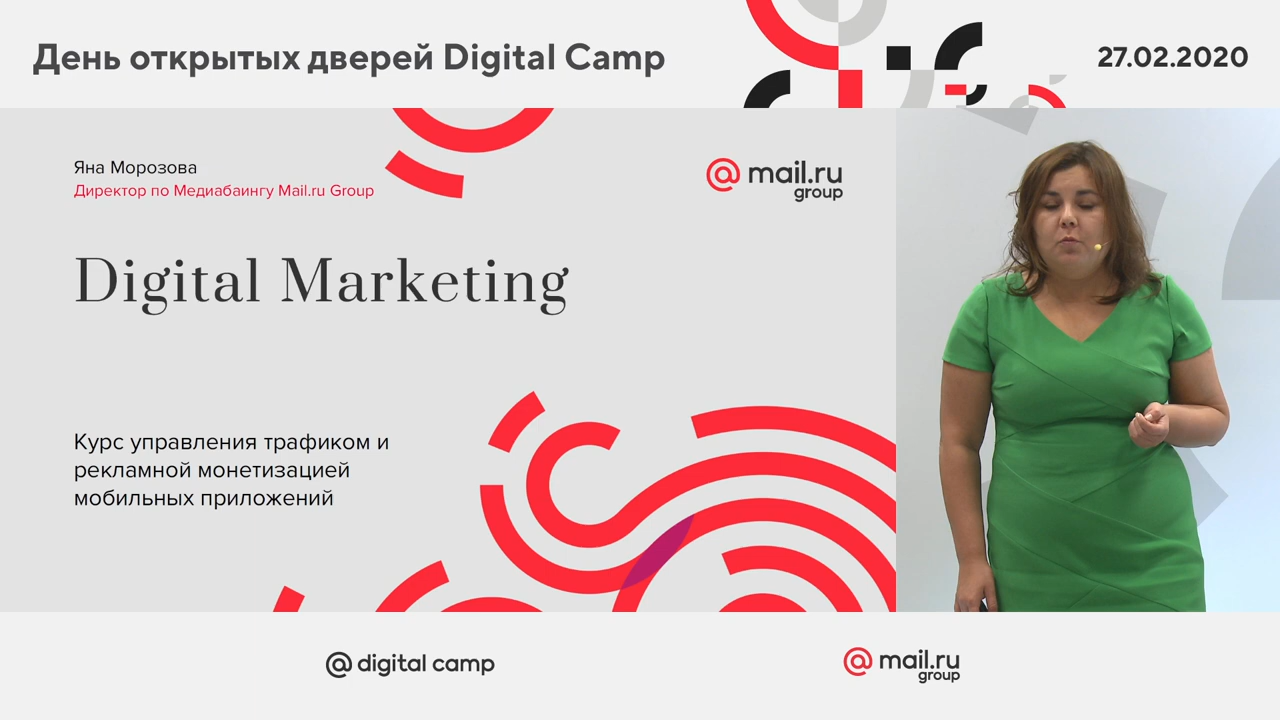 День открытых дверей Digital Camp
27.02.2020
Яна Морозова
Директор по Медиабаингу Mail.ru Group
@mail.ru
group
Digital Marketing
Курс управления трафиком и
рекламной монетизацией
мобильных приложений
@digital camp
@mail.ru
group